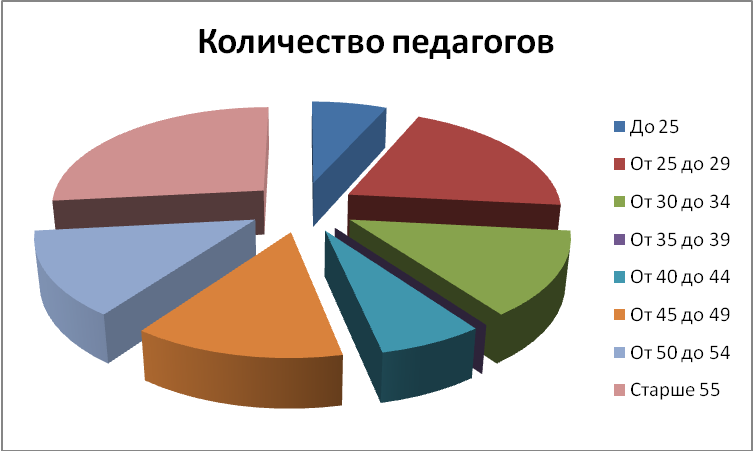 Количество педагогов
До 25
От 25 до 29
От 30 до 34
От 35 до 39
От 40 до 44
От 45 до 49
От 50 до 54
Старше 55